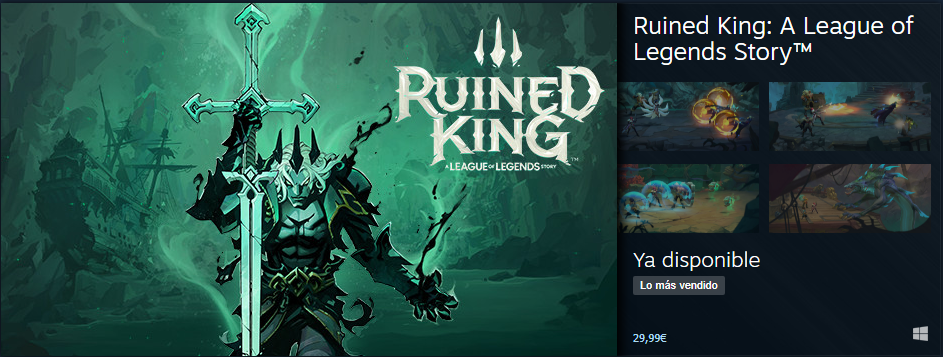 RUINED
KING
™
A LEAGUE OF LEGENDS STORY
Ruined King: A League of
Legends Story™
Ya disponible
Lo más vendido
29,99€